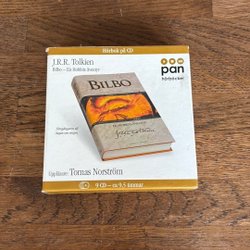 Hörbok på CD
J.R.R. Tolkien
Bilbo – En hobbits äventyr
pan
BILBO
Uppläsare: Tomas Norström
9 CD – ca 9,5 timmar